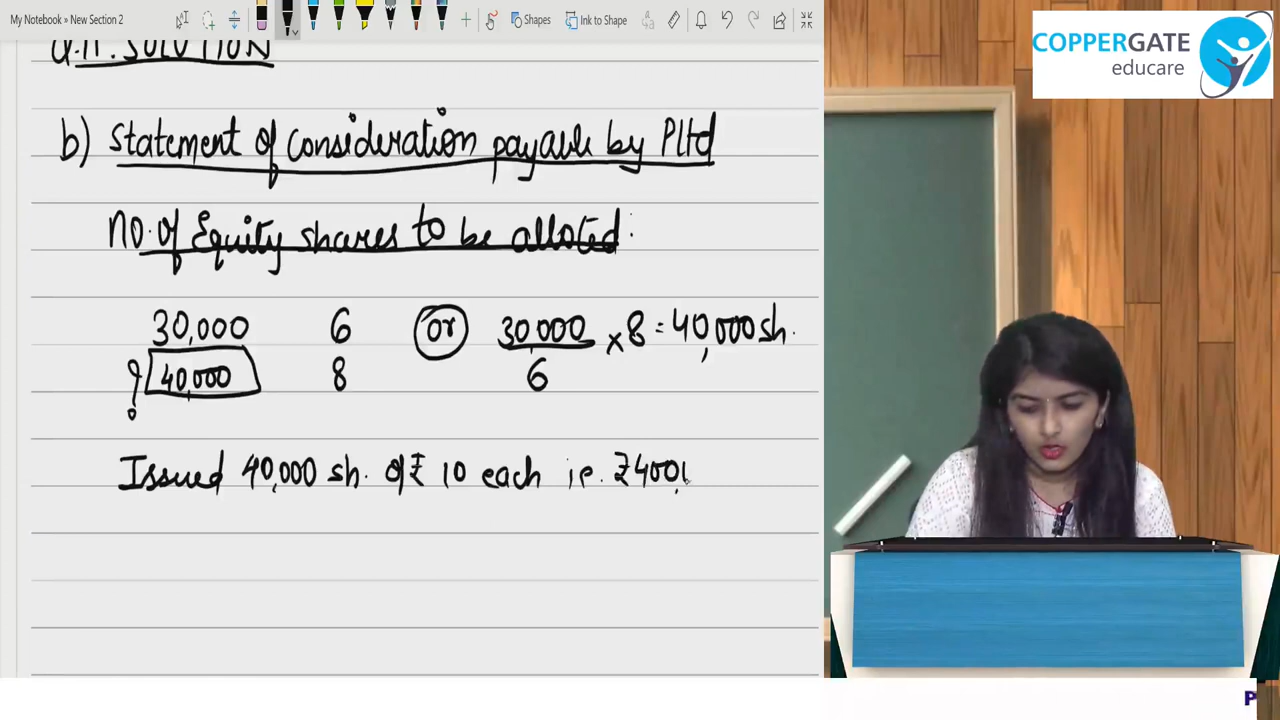 My Notebook » New Section 2
Shapes
Ink to Shape
COPPERGATE
educare
Q.11. SOLUTION
b) Statement of Consideration payable by P Ltd
No. of Equity shares to be alloted:
30,000 6 or 30,000 × 8 = 40,000 sh.
? 40,000 8 6
Issued 40,000 sh. of ₹ 10 each i.e. ₹ 400,
P